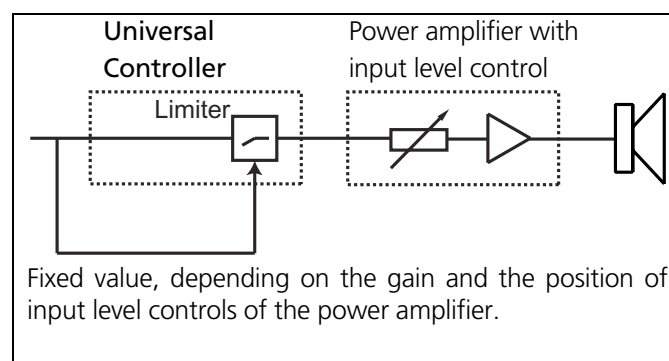 Universal
Controller
Power amplifier with
input level control
Limiter
Fixed value, depending on the gain and the position of
input level controls of the power amplifier.